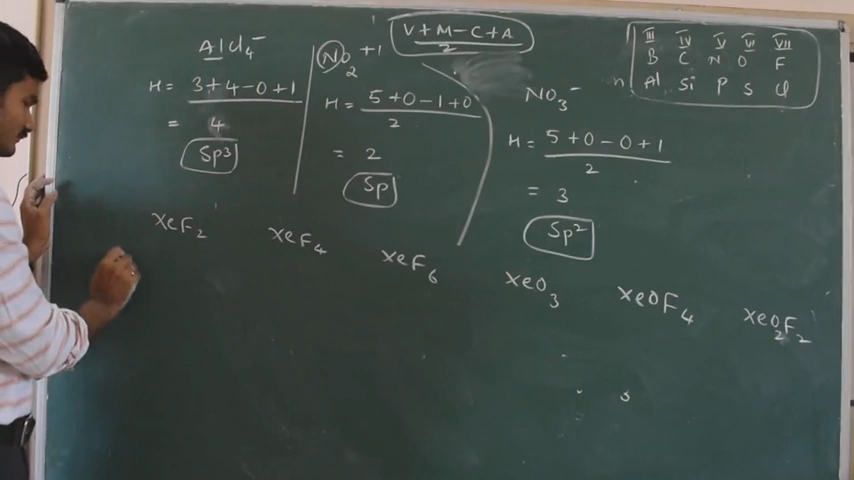 V+M-C+A
2
III IV V VI VII
B C N O F
Al Si P S Cl
AlCl₄⁻
H = 3+4-0+1
= 4
Sp³
NO₂ +1
H = 5+0-1+0
2
= 2
Sp
NO₃⁻
H = 5+0-0+1
2
= 3
Sp²
XeF₂ XeF₄ XeF₆ XeO₃ XeOF₄ XeO₂F₂